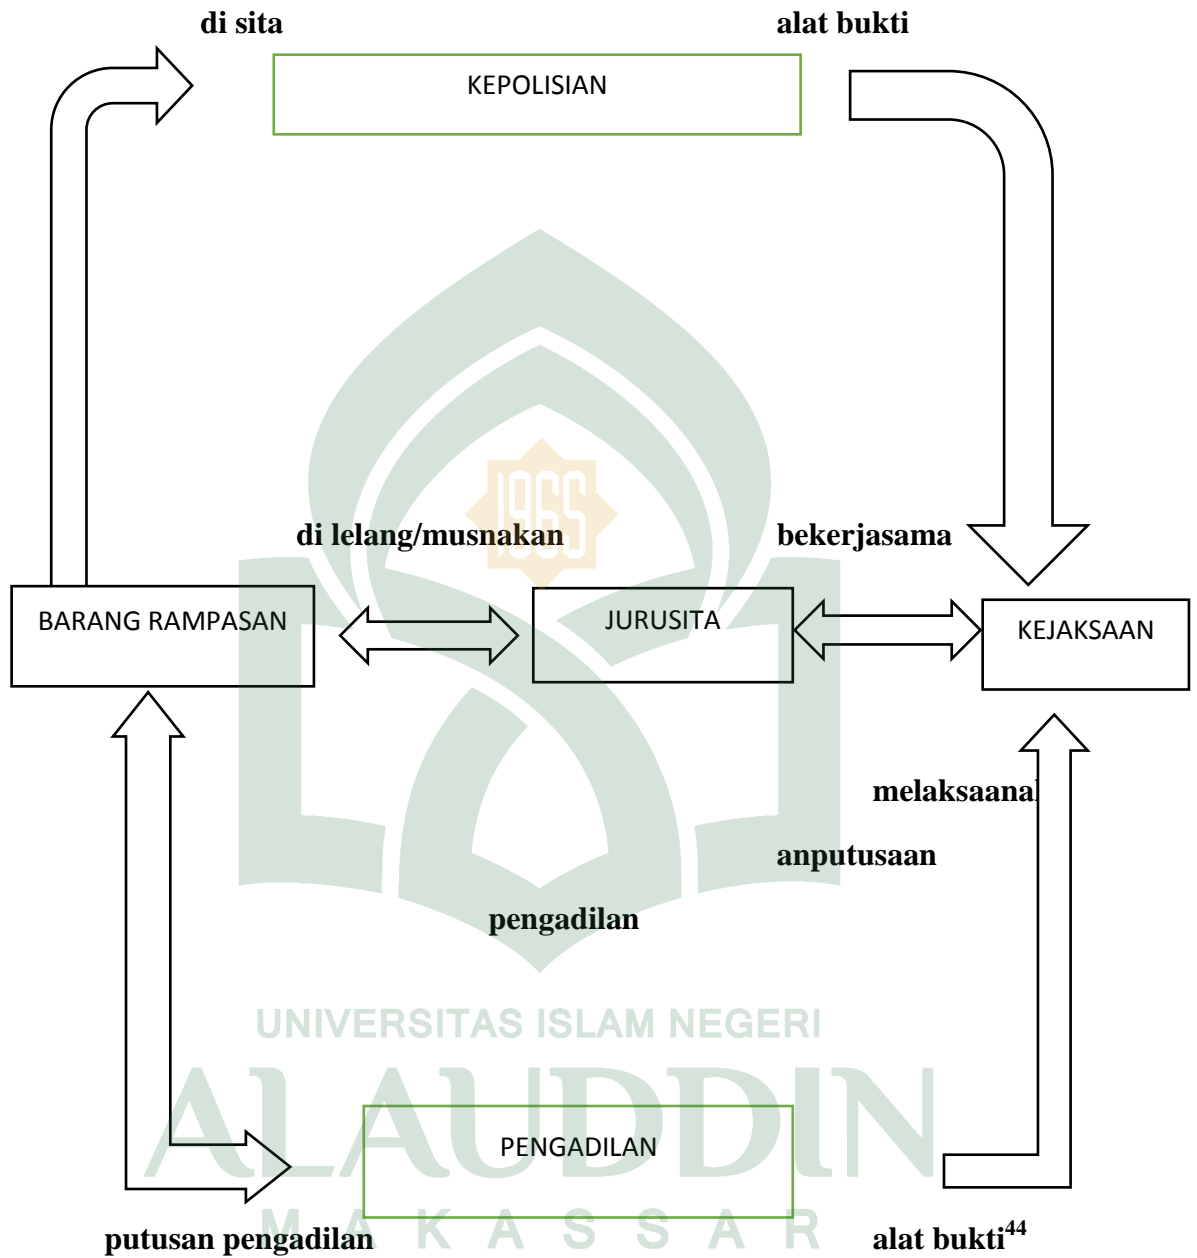 di sita alat bukti
KEPOLISIAN
1965
di lelang/musnakan bekerjasama
BARANG RAMPASAN JURUSITA KEJAKSAAN
melaksaanal
anputusaan
pengadilan
UNIVERSITAS ISLAM NEGERI
ALAUDDIN
PENGADILAN
MAKASSAR
putusan pengadilan alat bukti44